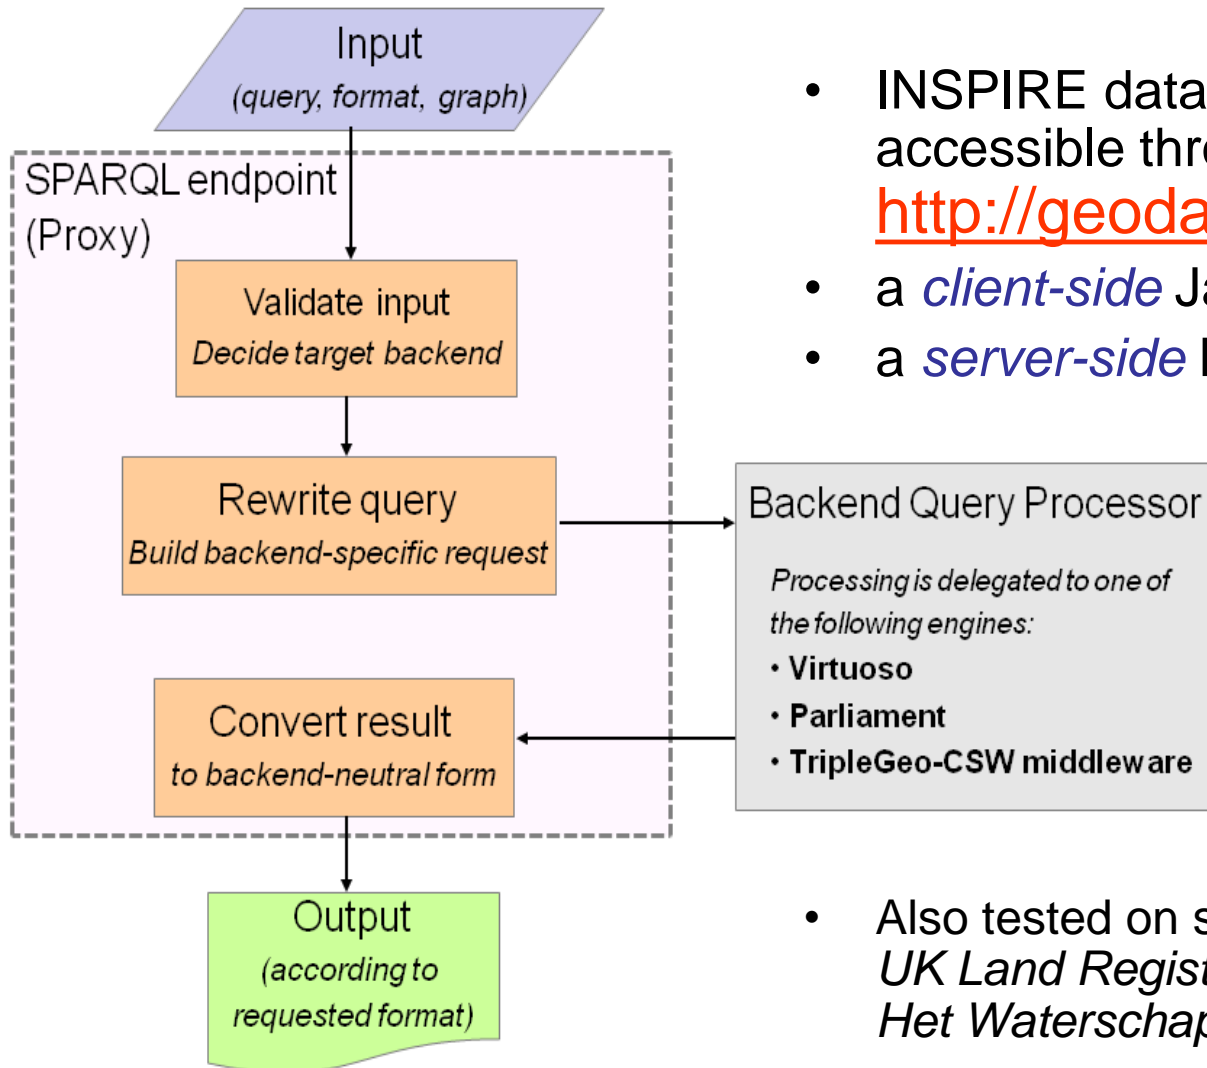 Input
(query, format, graph)
SPARQL endpoint
(Proxy)
Validate input
Decide target backend
Rewrite query
Build backend-specific request
Convert result
to backend-neutral form
Output
(according to
requested format)
• INSPIRE data
accessible thr
http://geoda
• a client-side Ja
• a server-side
Backend Query Processor
Processing is delegated to one of
the following engines:
• Virtuoso
• Parliament
• TripleGeo-CSW middleware
• Also tested on s
UK Land Regist
Het Waterschap